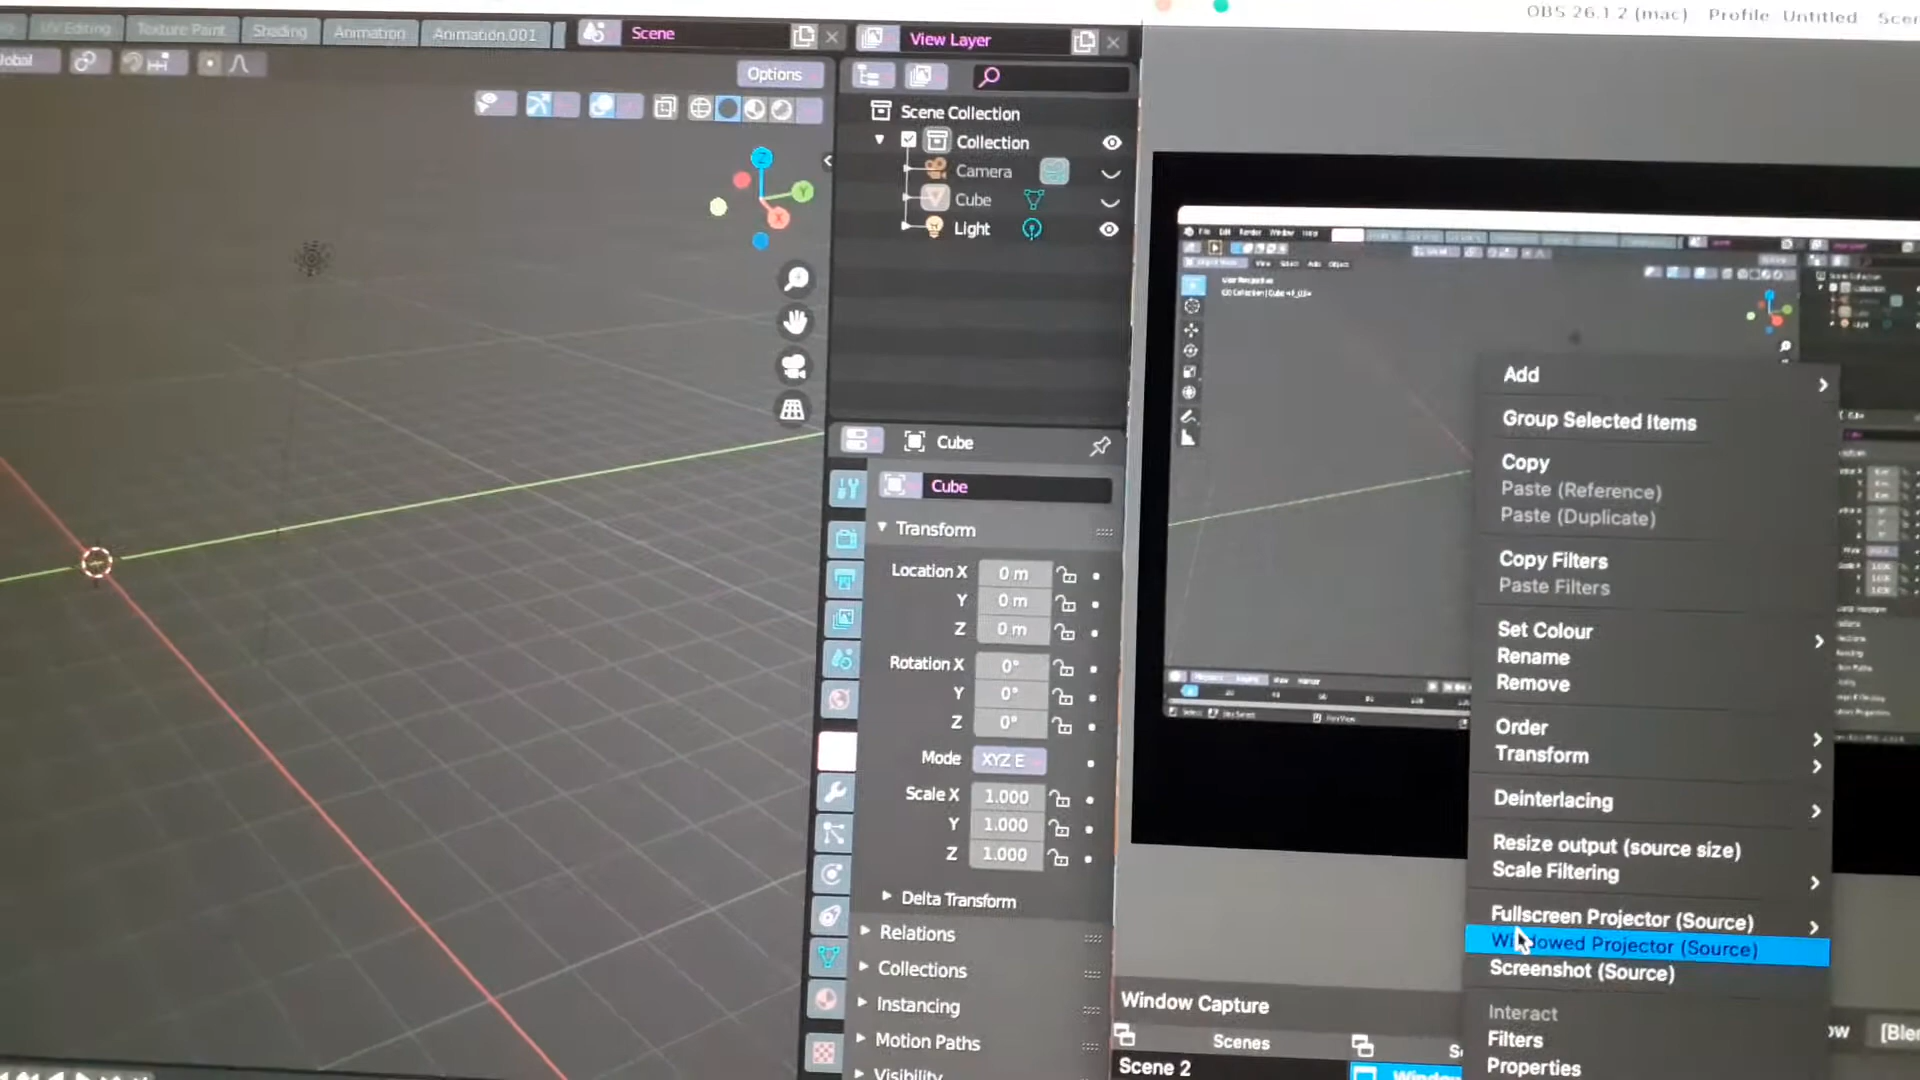 OBS 26.1.2 (mac) Profile: Untitled
UV Editing Texture Paint Shading Animation Animation.001
Scene
View Layer
Options
Scene Collection
Collection
Camera
Cube
Light
Z
Y
X
Cube
Cube
Transform
Location X 0 m
Y 0 m
Z 0 m
Rotation X 0°
Y 0°
Z 0°
Mode XYZ E
Scale X 1.000
Y 1.000
Z 1.000
Delta Transform
Relations
Collections
Instancing
Motion Paths
Visibility
Add
Group Selected Items
Copy
Paste (Reference)
Paste (Duplicate)
Copy Filters
Paste Filters
Set Colour
Rename
Remove
Order
Transform
Deinterlacing
Resize output (source size)
Scale Filtering
Fullscreen Projector (Source)
Windowed Projector (Source)
Screenshot (Source)
Interact
Filters
Properties
Window Capture
Scenes
Scene 2